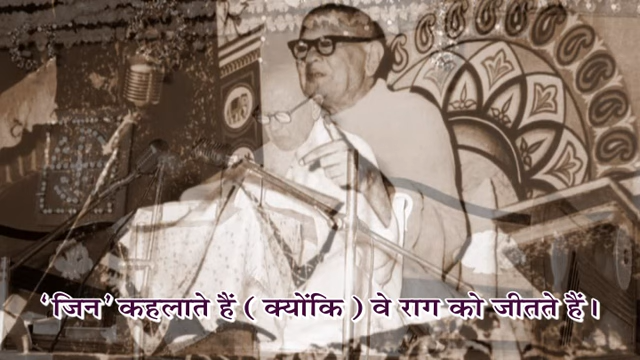 ‘जिन’ कहलाते हैं ( क्योंकि ) वे राग को जीतते हैं ।